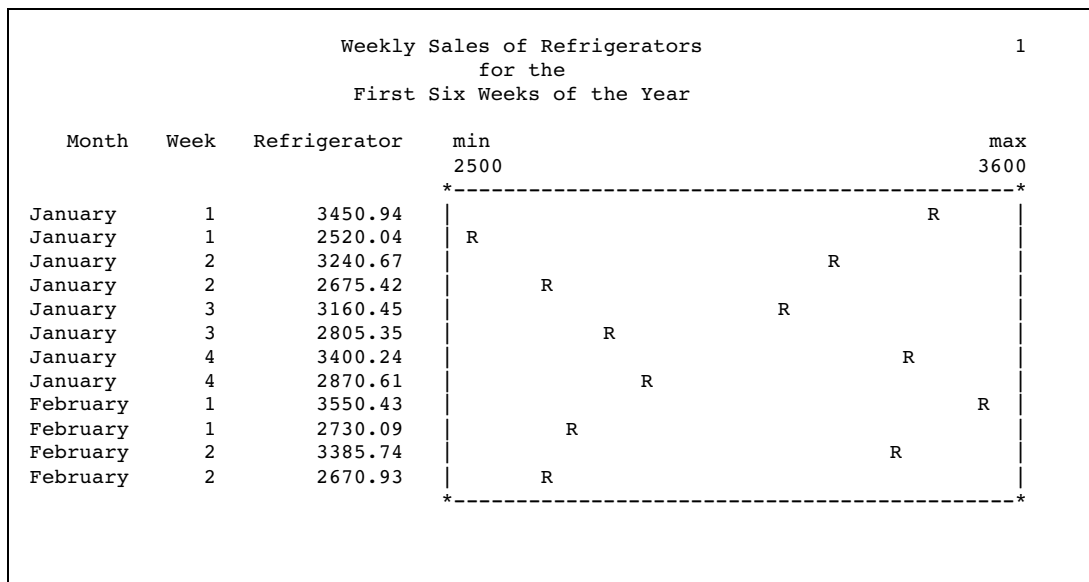 Weekly Sales of Refrigerators 1
for the
First Six Weeks of the Year
Month Week Refrigerator min max
2500 3600
*---------------------------------------------*
January 1 3450.94 | R |
January 1 2520.04 | R |
January 2 3240.67 | R |
January 2 2675.42 | R |
January 3 3160.45 | R |
January 3 2805.35 | R |
January 4 3400.24 | R |
January 4 2870.61 | R |
February 1 3550.43 | R |
February 1 2730.09 | R |
February 2 3385.74 | R |
February 2 2670.93 | R |
*---------------------------------------------*